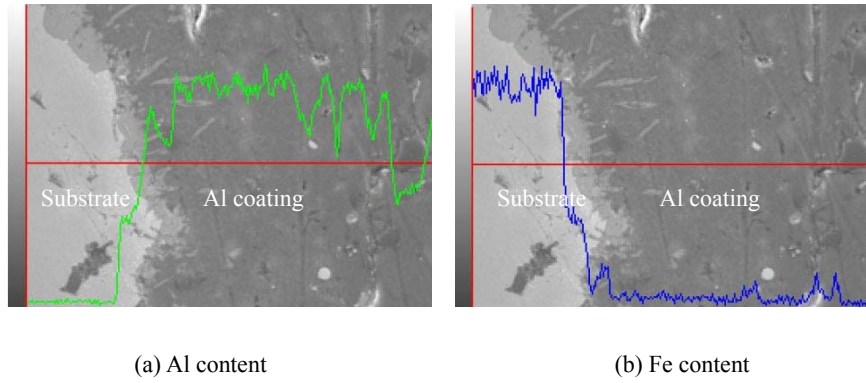 Substrate
Al coating
Substrate
Al coating
(a) Al content
(b) Fe content